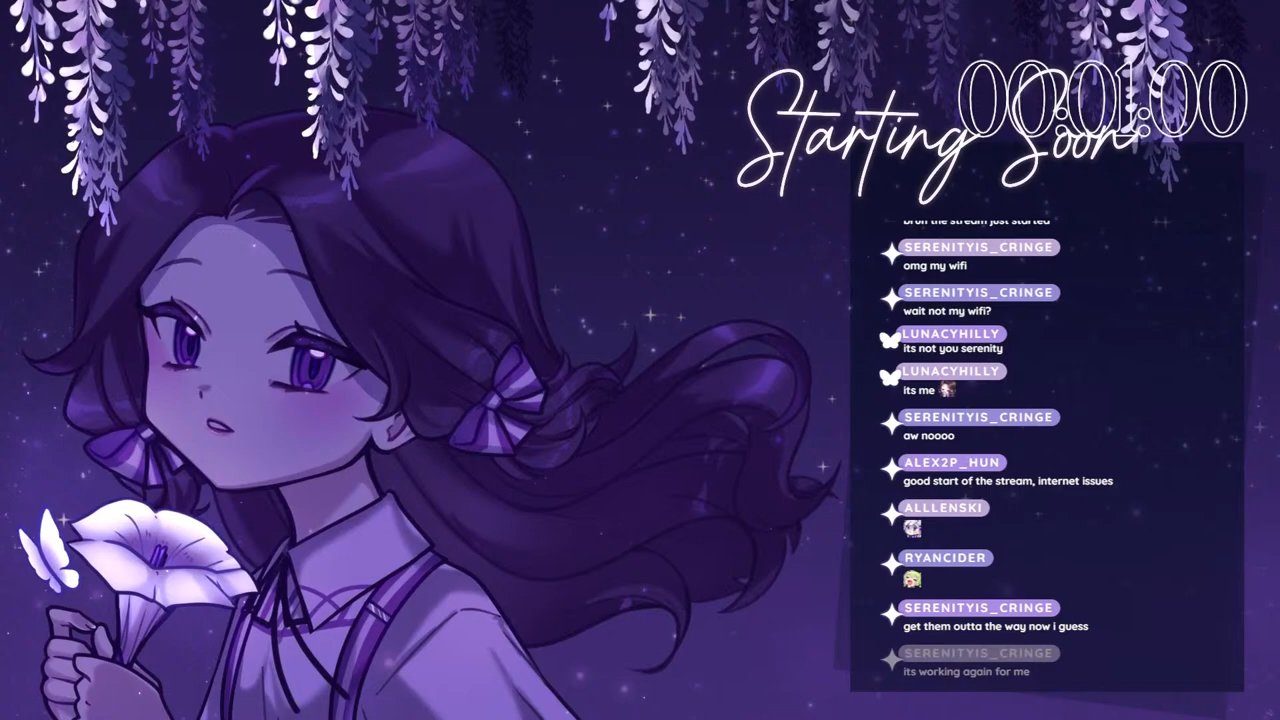 Starting Soon
00:01:00
bruh the stream just started
SERENITYIS_CRINGE
omg my wifi
SERENITYIS_CRINGE
wait not my wifi?
LUNACYHILLY
its not you serenity
LUNACYHILLY
its me
SERENITYIS_CRINGE
aw noooo
ALEX2P_HUN
good start of the stream, internet issues
ALLLENSKI
RYANCIDER
SERENITYIS_CRINGE
get them outta the way now i guess
SERENITYIS_CRINGE
its working again for me